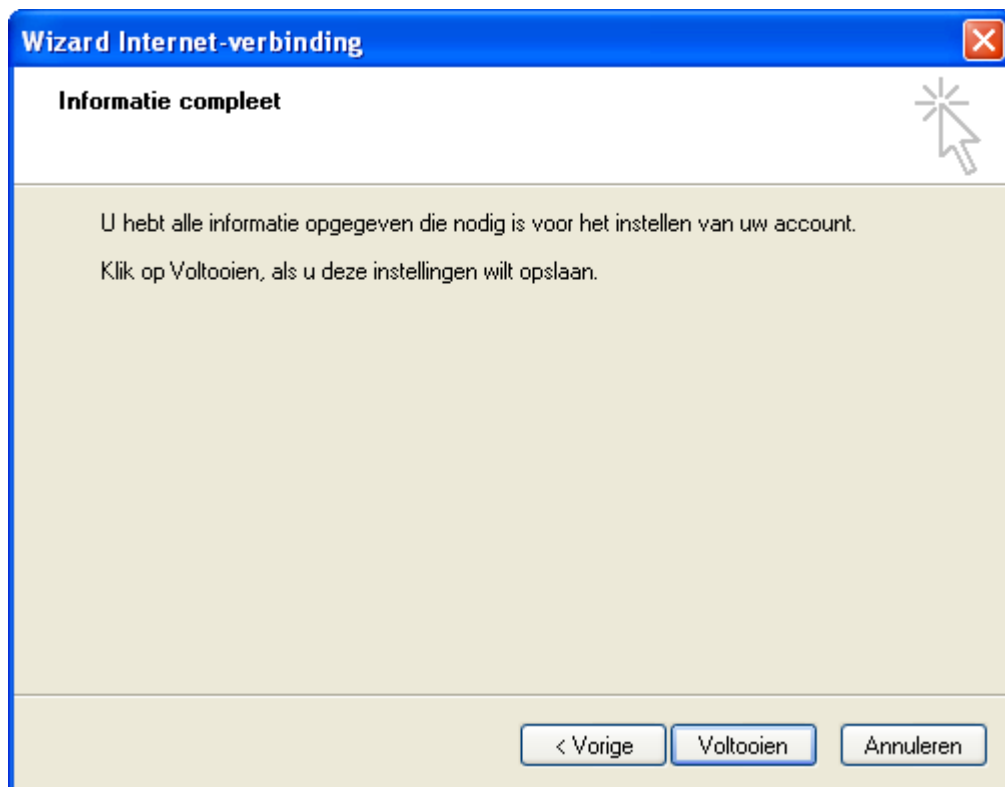 Wizard Internet-verbinding
Informatie compleet
U hebt alle informatie opgegeven die nodig is voor het instellen van uw account.
Klik op Voltooien, als u deze instellingen wilt opslaan.
< Vorige
Voltooien
Annuleren